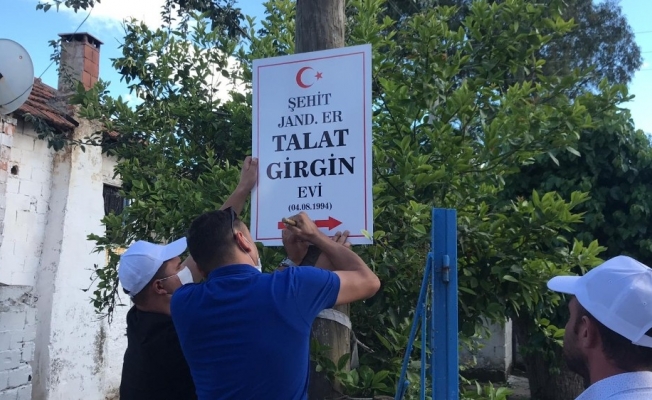 ŞEHİT
JAND. ER
TALAT
GİRGİN
EVİ
(04.08.1994)